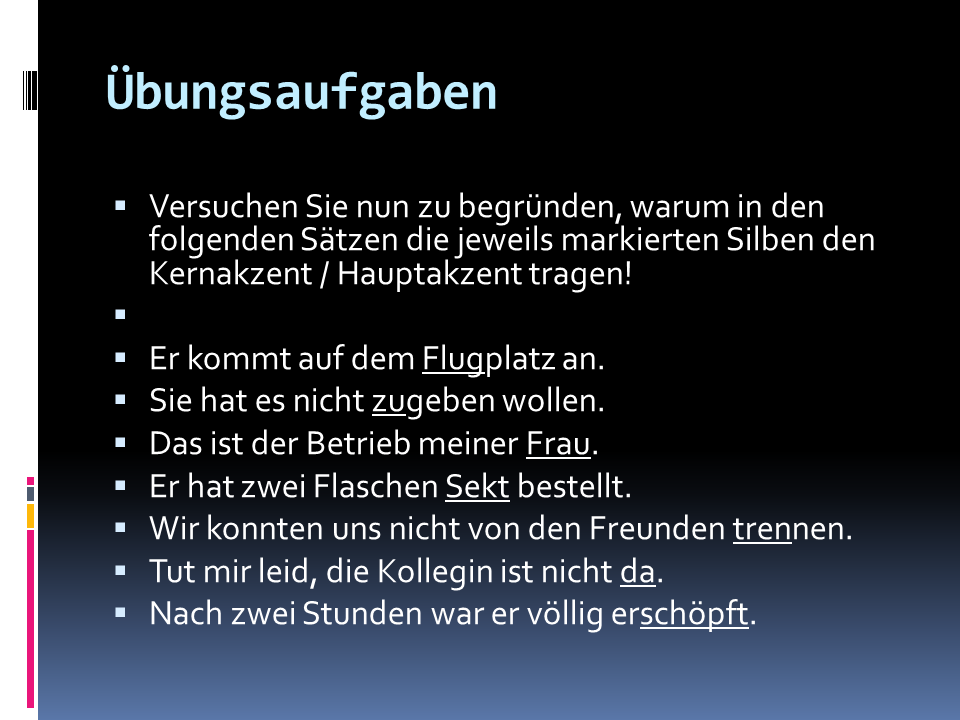 Übungsaufgaben
Versuchen Sie nun zu begründen, warum in den
folgenden Sätzen die jeweils markierten Silben den
Kernakzent / Hauptakzent tragen!
Er kommt auf dem Flugplatz an.
Sie hat es nicht zugeben wollen.
Das ist der Betrieb meiner Frau.
Er hat zwei Flaschen Sekt bestellt.
Wir konnten uns nicht von den Freunden trennen.
Tut mir leid, die Kollegin ist nicht da.
Nach zwei Stunden war er völlig erschöpft.